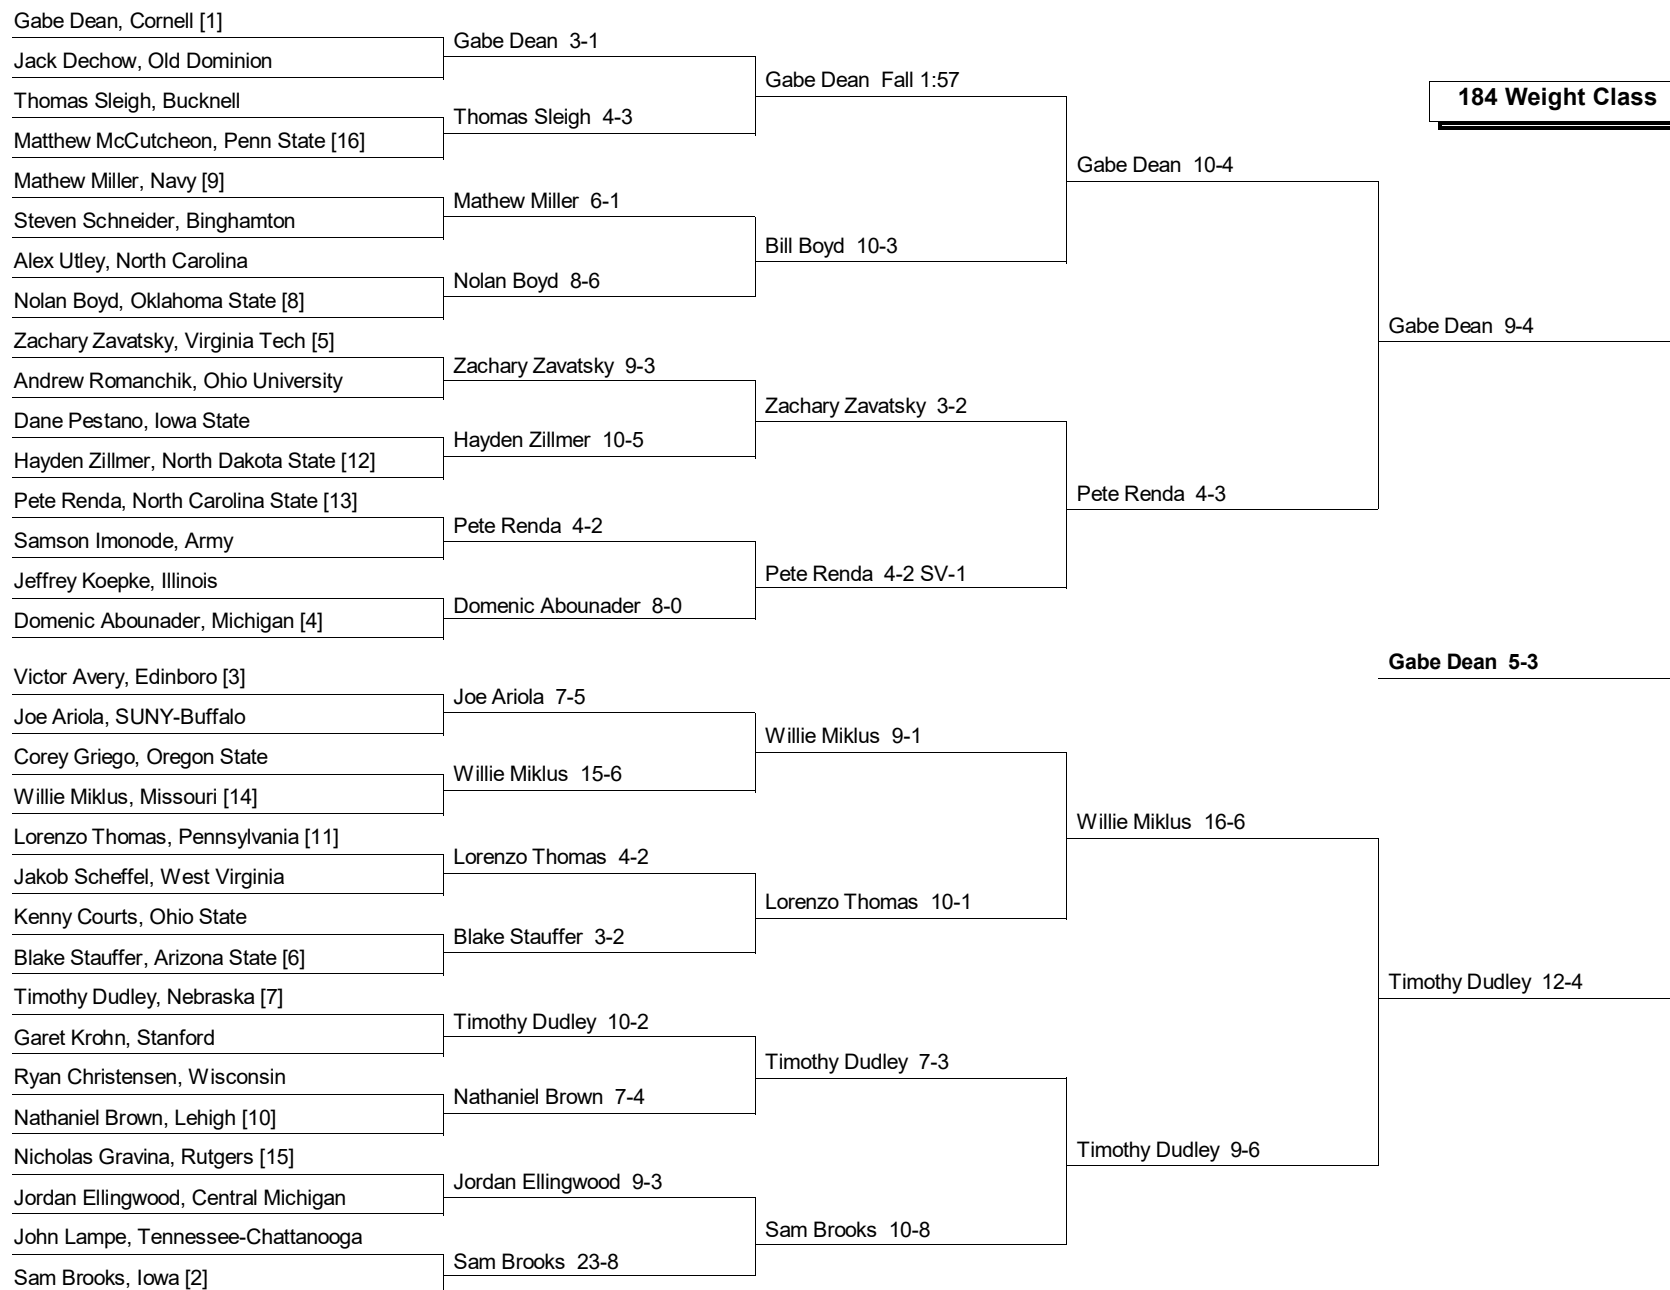 184 Weight Class
Gabe Dean, Cornell [1]
Jack Dechow, Old Dominion
Thomas Sleigh, Bucknell
Matthew McCutcheon, Penn State [16]
Mathew Miller, Navy [9]
Steven Schneider, Binghamton
Alex Utley, North Carolina
Nolan Boyd, Oklahoma State [8]
Zachary Zavatsky, Virginia Tech [5]
Andrew Romanchik, Ohio University
Dane Pestano, Iowa State
Hayden Zillmer, North Dakota State [12]
Pete Renda, North Carolina State [13]
Samson Imonode, Army
Jeffrey Koepke, Illinois
Domenic Abounader, Michigan [4]
Victor Avery, Edinboro [3]
Joe Ariola, SUNY-Buffalo
Corey Griego, Oregon State
Willie Miklus, Missouri [14]
Lorenzo Thomas, Pennsylvania [11]
Jakob Scheffel, West Virginia
Kenny Courts, Ohio State
Blake Stauffer, Arizona State [6]
Timothy Dudley, Nebraska [7]
Garet Krohn, Stanford
Ryan Christensen, Wisconsin
Nathaniel Brown, Lehigh [10]
Nicholas Gravina, Rutgers [15]
Jordan Ellingwood, Central Michigan
John Lampe, Tennessee-Chattanooga
Sam Brooks, Iowa [2]
Gabe Dean 3-1
Thomas Sleigh 4-3
Mathew Miller 6-1
Nolan Boyd 8-6
Zachary Zavatsky 9-3
Hayden Zillmer 10-5
Pete Renda 4-2
Domenic Abounader 8-0
Joe Ariola 7-5
Willie Miklus 15-6
Lorenzo Thomas 4-2
Blake Stauffer 3-2
Timothy Dudley 10-2
Nathaniel Brown 7-4
Jordan Ellingwood 9-3
Sam Brooks 23-8
Gabe Dean Fall 1:57
Bill Boyd 10-3
Zachary Zavatsky 3-2
Pete Renda 4-2 SV-1
Willie Miklus 9-1
Lorenzo Thomas 10-1
Timothy Dudley 7-3
Sam Brooks 10-8
Gabe Dean 10-4
Pete Renda 4-3
Willie Miklus 16-6
Timothy Dudley 9-6
Gabe Dean 9-4
Gabe Dean 5-3
Timothy Dudley 12-4